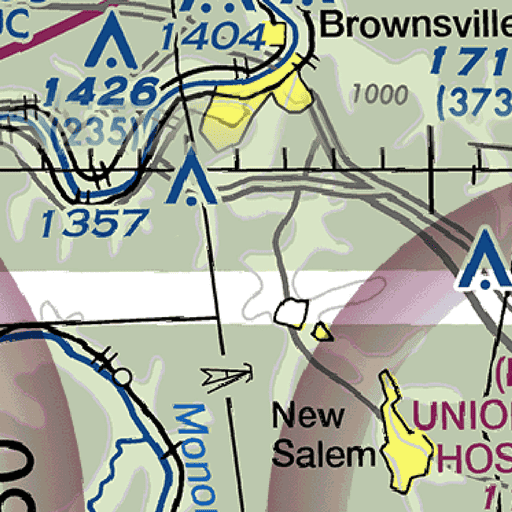 1404
Brownsville
171
(373
1426
(235)
1000
1357
New
Salem
UNIO
HOS
Mono